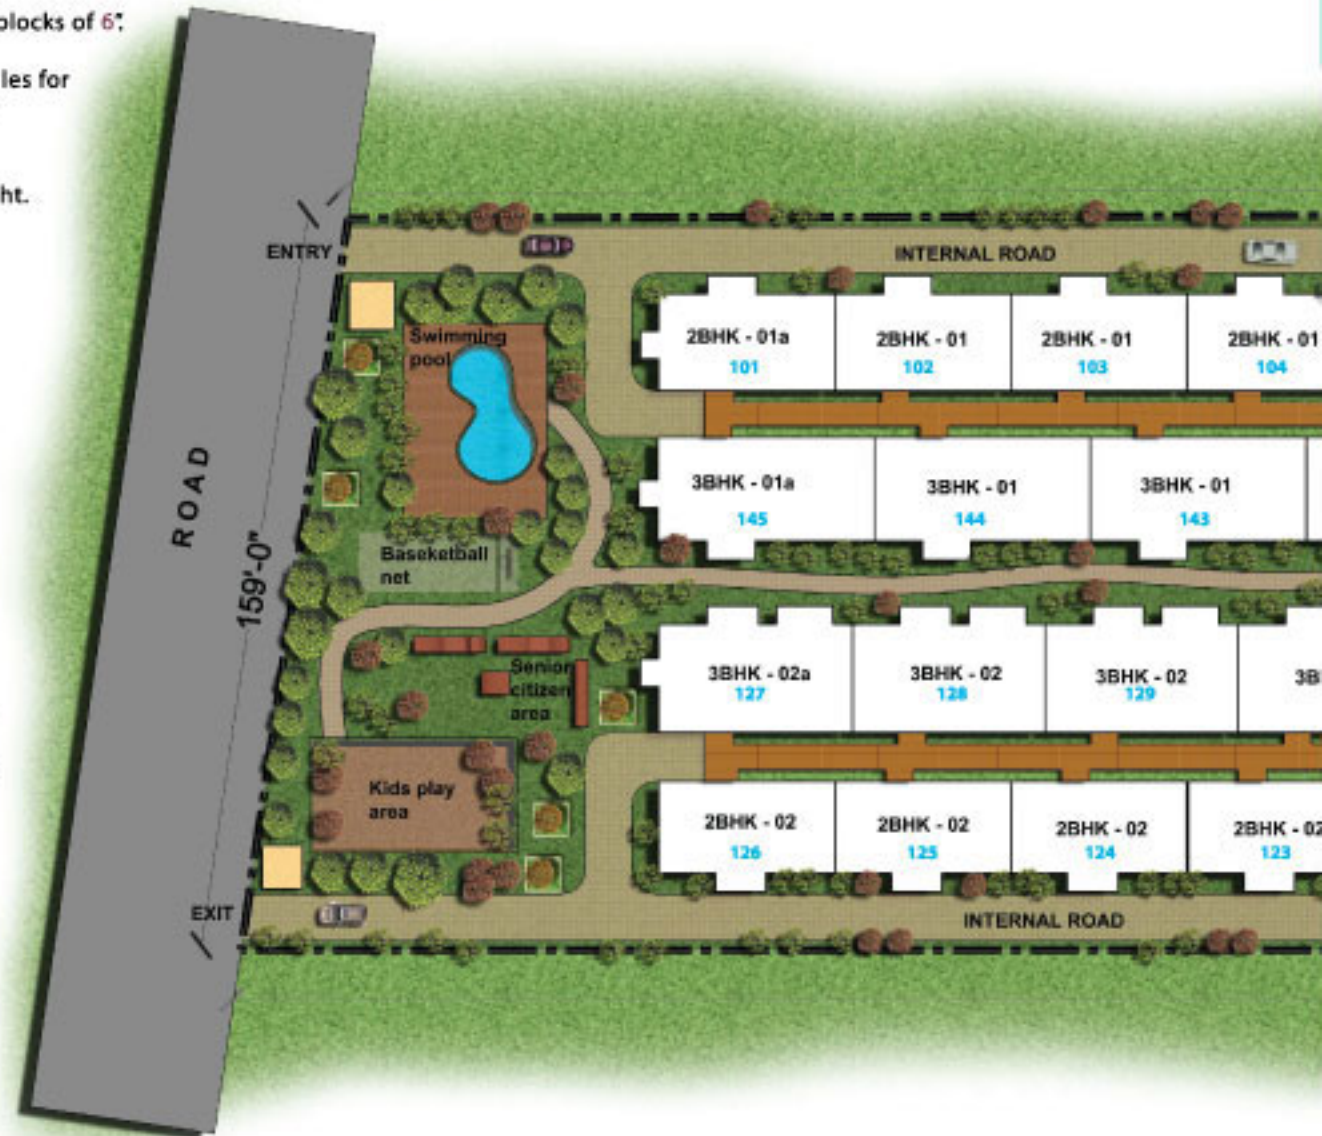 blocks of 6".
les for
ht.
ENTRY
INTERNAL ROAD
Swimming
pool
2BHK - 01a
101
2BHK - 01
102
2BHK - 01
103
2BHK - 01
104
ROAD
159'-0"
3BHK - 01a
145
3BHK - 01
144
3BHK - 01
143
Baseketball
net
Senior
citizen
area
3BHK - 02a
127
3BHK - 02
128
3BHK - 02
129
3B
Kids play
area
2BHK - 02
126
2BHK - 02
125
2BHK - 02
124
2BHK - 02
123
EXIT
INTERNAL ROAD